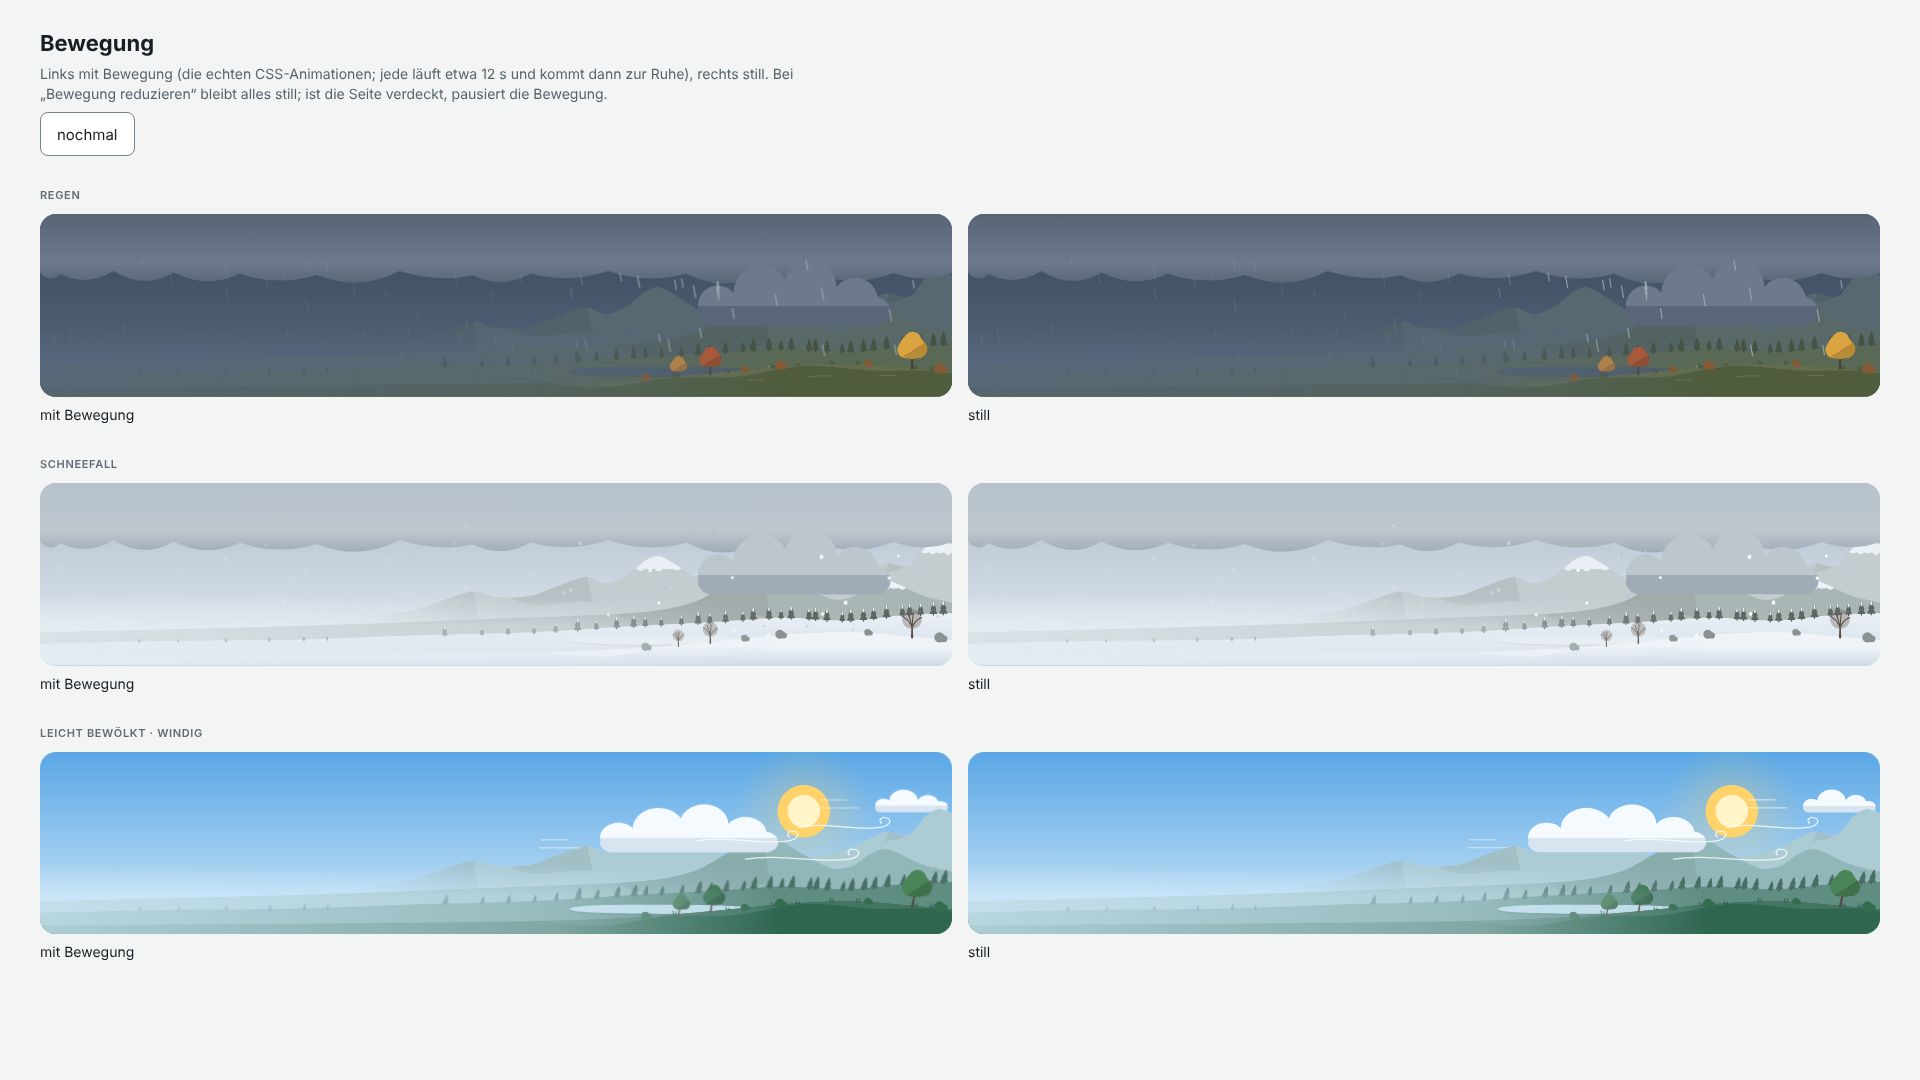 Bewegung
Links mit Bewegung (die echten CSS-Animationen; jede läuft etwa 12 s und kommt dann zur Ruhe), rechts still. Bei
„Bewegung reduzieren“ bleibt alles still; ist die Seite verdeckt, pausiert die Bewegung.
nochmal
REGEN
mit Bewegung
still
SCHNEEFALL
mit Bewegung
still
LEICHT BEWÖLKT · WINDIG
mit Bewegung
still